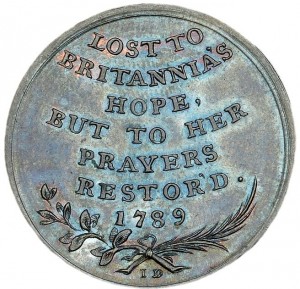 LOST TO
BRITANNIA'S
HOPE,
BUT TO HER
PRAYERS
RESTOR'D.
1789
I D